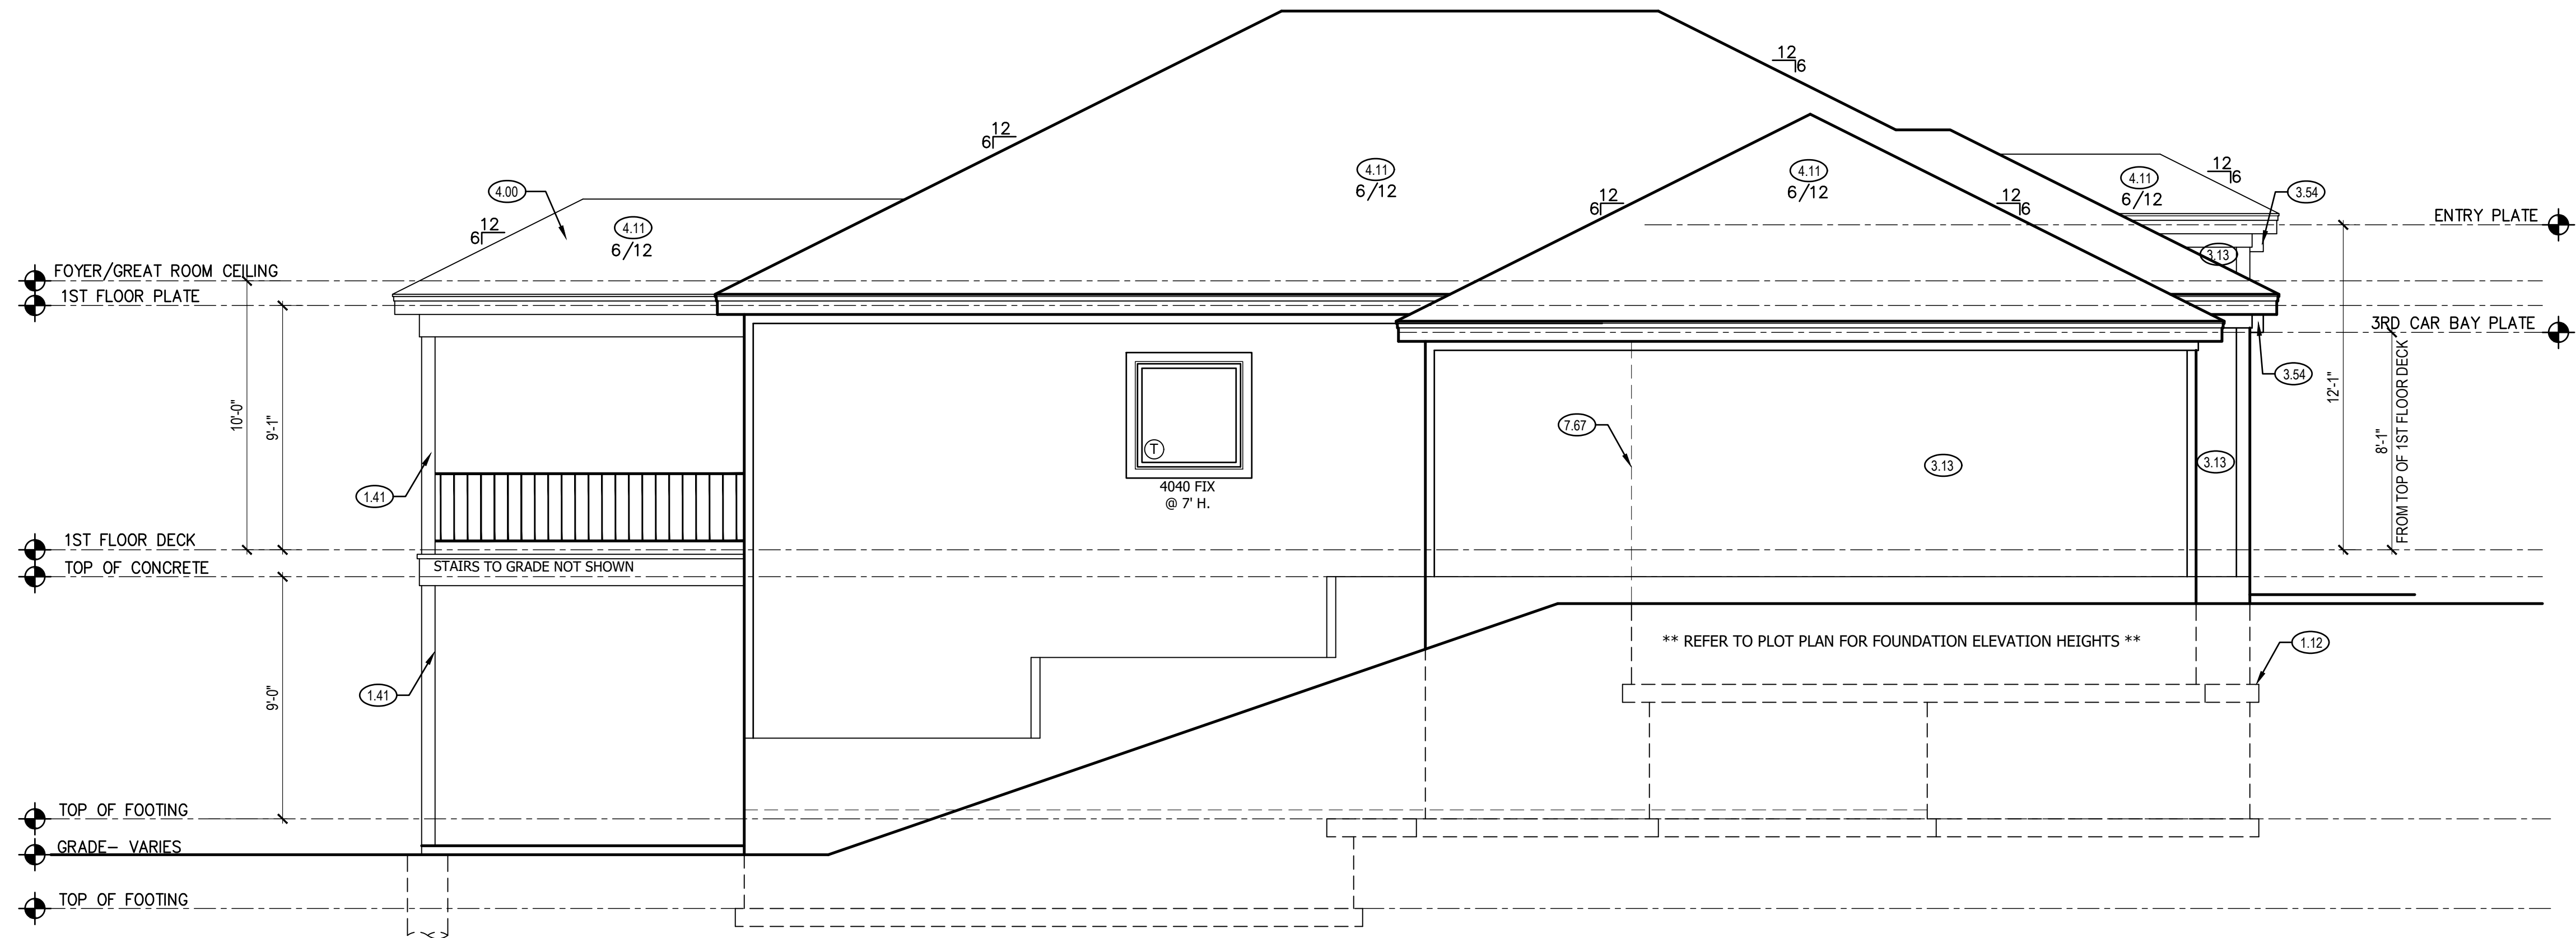 12
6
12
6
4.11
6/12
4.11
6/12
4.11
6/12
12
6
3.54
4.00
12
6
12
6
12
6
4.11
6/12
ENTRY PLATE
3.13
FOYER/GREAT ROOM CEILING
1ST FLOOR PLATE
3RD CAR BAY PLATE
3.54
10'-0"
9'-1"
12'-1"
8'-1"
FROM TOP OF 1ST FLOOR DECK
T
4040 FIX
@ 7' H.
7.67
3.13
3.13
1.41
1ST FLOOR DECK
TOP OF CONCRETE
STAIRS TO GRADE NOT SHOWN
** REFER TO PLOT PLAN FOR FOUNDATION ELEVATION HEIGHTS **
1.12
1.41
9'-0"
TOP OF FOOTING
GRADE- VARIES
TOP OF FOOTING